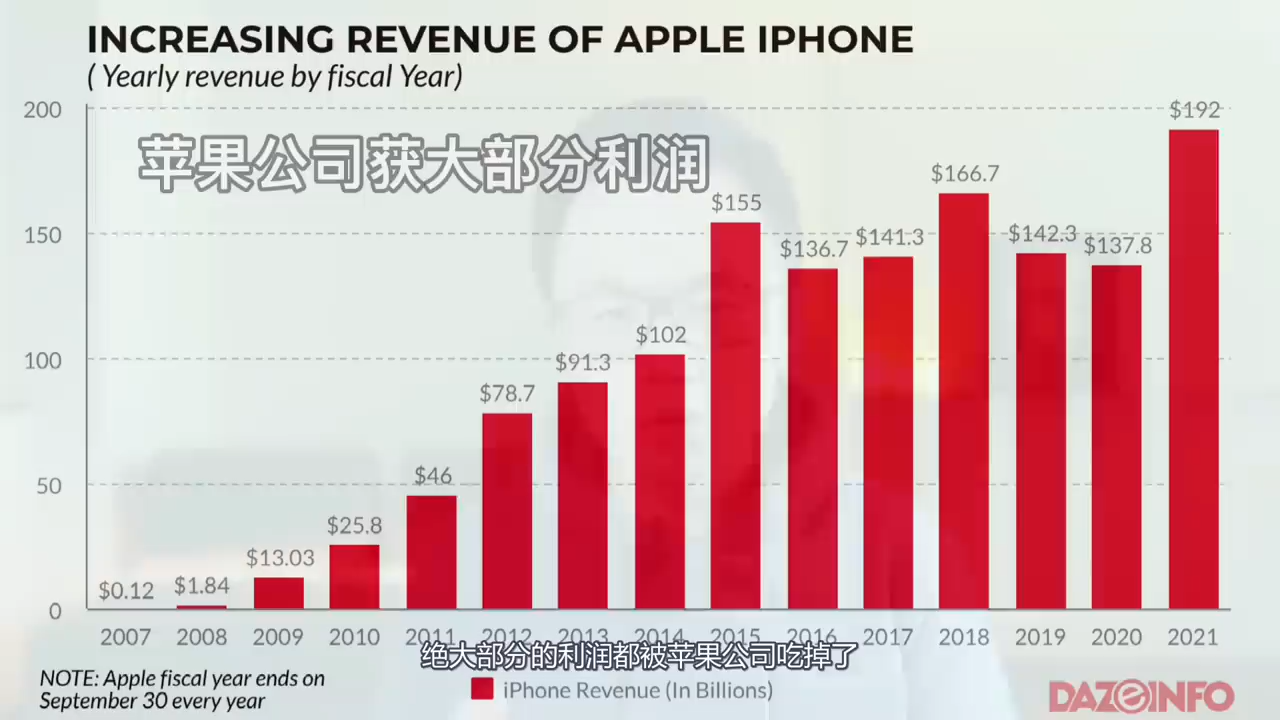 INCREASING REVENUE OF APPLE IPHONE
( Yearly revenue by fiscal Year)
苹果公司获大部分利润
200
150
100
50
0
$0.12
$1.84
$13.03
$25.8
$46
$78.7
$91.3
$102
$155
$136.7
$141.3
$166.7
$142.3
$137.8
$192
2007 2008 2009 2010 2011 2012 2013 2014 2015 2016 2017 2018 2019 2020 2021
绝大部分的利润都被苹果公司吃掉了
NOTE: Apple fiscal year ends on
September 30 every year
iPhone Revenue (In Billions)
DAZEINFO